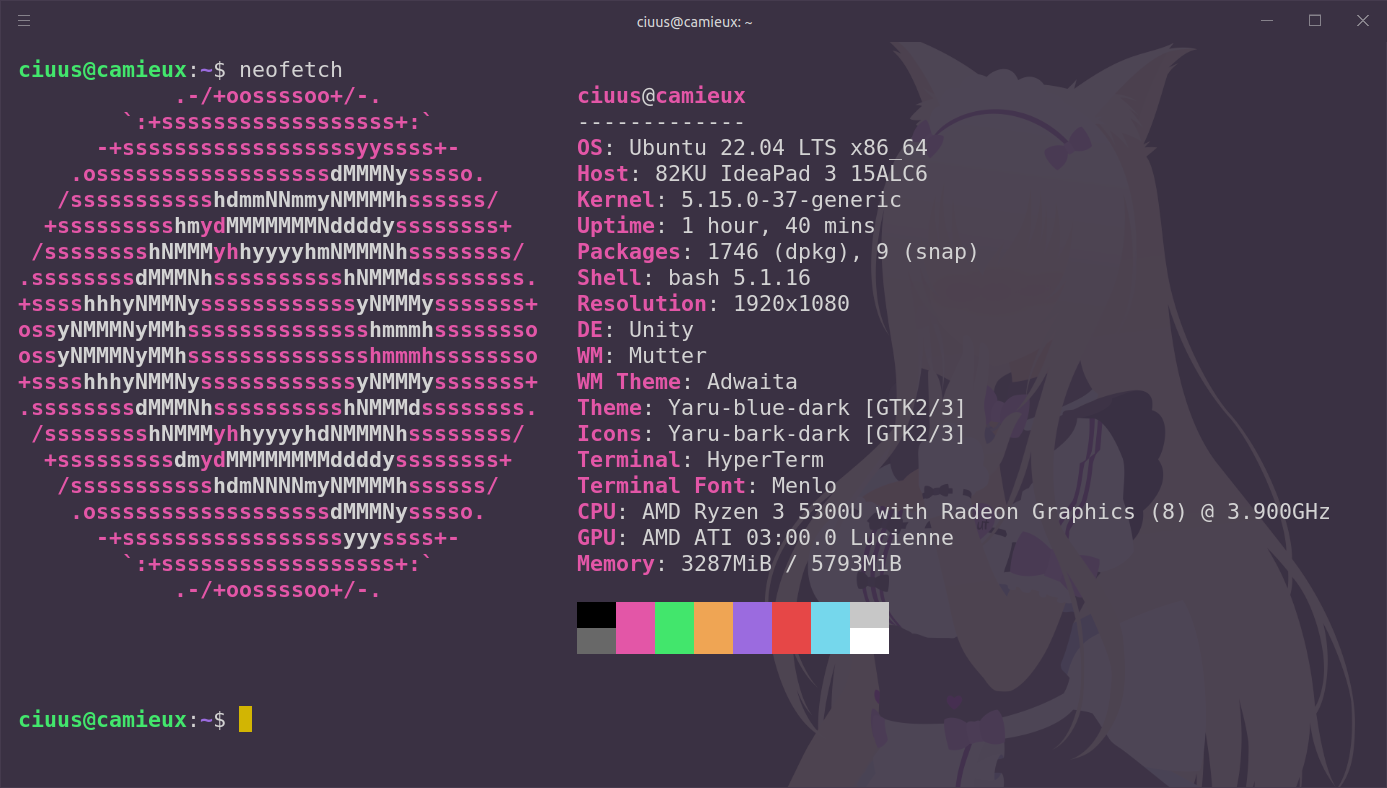 ciuus@camieux: ~
ciuus@camieux:~$ neofetch
            .-/+oossssoo+/-.               ciuus@camieux
        `:+ssssssssssssssssss+:`           -------------
      -+ssssssssssssssssssyyssss+-         OS: Ubuntu 22.04 LTS x86_64
    .ossssssssssssssssssdMMMNysssso.       Host: 82KU IdeaPad 3 15ALC6
   /ssssssssssshdmmNNmmyNMMMMhssssss/      Kernel: 5.15.0-37-generic
  +ssssssssshmydMMMMMMMNddddyssssssss+     Uptime: 1 hour, 40 mins
 /sssssssshNMMMyhhyyyyhmNMMMNhssssssss/    Packages: 1746 (dpkg), 9 (snap)
.ssssssssdMMMNhsssssssssshNMMMdssssssss.   Shell: bash 5.1.16
+sssshhhyNMMNyssssssssssssyNMMMysssssss+   Resolution: 1920x1080
ossyNMMMNyMMhsssssssssssssshmmmhssssssso   DE: Unity
ossyNMMMNyMMhsssssssssssssshmmmhssssssso   WM: Mutter
+sssshhhyNMMNyssssssssssssyNMMMysssssss+   WM Theme: Adwaita
.ssssssssdMMMNhsssssssssshNMMMdssssssss.   Theme: Yaru-blue-dark [GTK2/3]
 /sssssssshNMMMyhhyyyyhdNMMMNhssssssss/    Icons: Yaru-bark-dark [GTK2/3]
  +sssssssssdmydMMMMMMMMddddyssssssss+     Terminal: HyperTerm
   /ssssssssssshdmNNNNmyNMMMMhssssss/      Terminal Font: Menlo
    .ossssssssssssssssssdMMMNysssso.       CPU: AMD Ryzen 3 5300U with Radeon Graphics (8) @ 3.900GHz
      -+sssssssssssssssssyyyssss+-         GPU: AMD ATI 03:00.0 Lucienne
        `:+ssssssssssssssssss+:`           Memory: 3287MiB / 5793MiB
            .-/+oossssoo+/-.
ciuus@camieux:~$